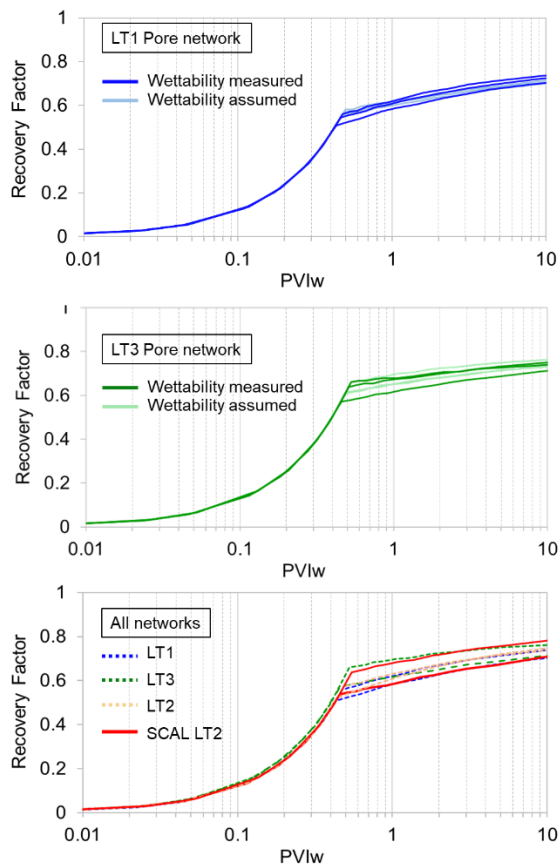 1
LT1 Pore network
0.8
Wettability measured
Wettability assumed
0.6
Recovery Factor
0.4
0.2
0
0.01 0.1 1 10
PVIw
1
LT3 Pore network
0.8
Wettability measured
Wettability assumed
0.6
Recovery Factor
0.4
0.2
0
0.01 0.1 1 10
PVIw
1
All networks
0.8
LT1
LT3
0.6
LT2
Recovery Factor
SCAL LT2
0.4
0.2
0
0.01 0.1 1 10
PVIw